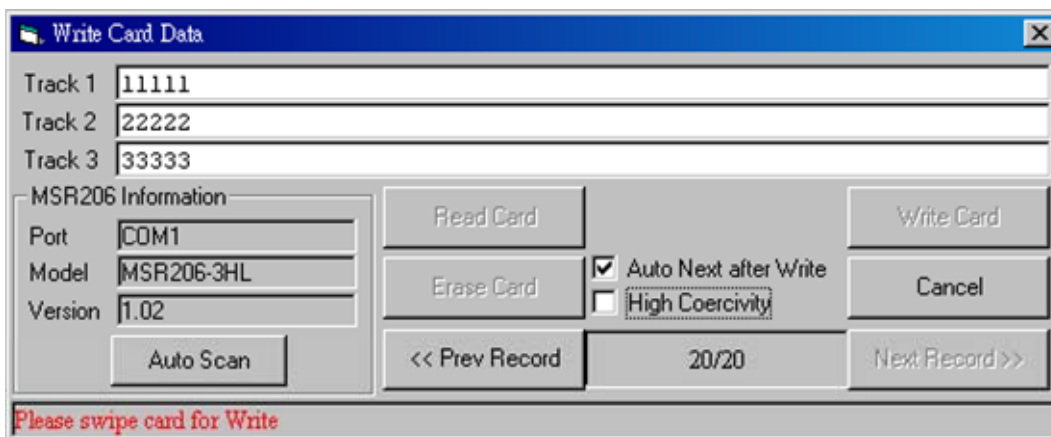 Write Card Data
Track 1 11111
Track 2 22222
Track 3 33333
MSR206 Information
Port COM1
Model MSR206-3HL
Version 1.02
Auto Scan
Read Card
Write Card
Erase Card
Auto Next after Write
High Coercivity
Cancel
<< Prev Record
20/20
Next Record >>
Please swipe card for Write